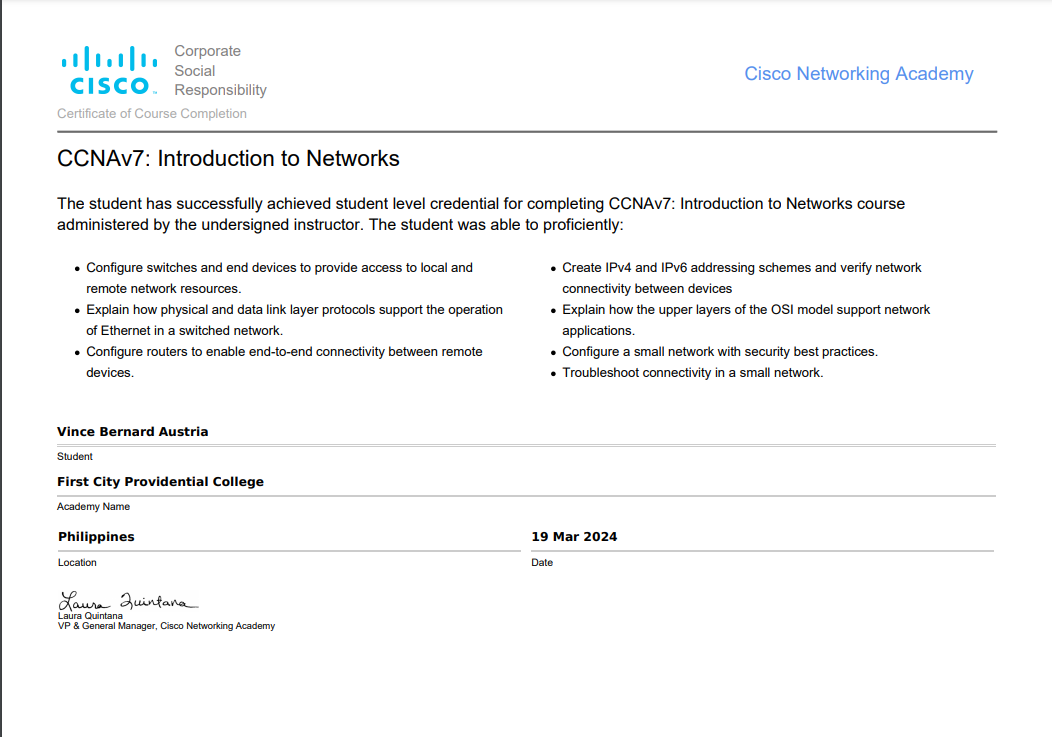 CISCO
Corporate
Social
Responsibility
Cisco Networking Academy
Certificate of Course Completion
CCNAv7: Introduction to Networks
The student has successfully achieved student level credential for completing CCNAv7: Introduction to Networks course
administered by the undersigned instructor. The student was able to proficiently:
• Configure switches and end devices to provide access to local and
remote network resources.
• Explain how physical and data link layer protocols support the operation
of Ethernet in a switched network.
• Configure routers to enable end-to-end connectivity between remote
devices.
• Create IPv4 and IPv6 addressing schemes and verify network
connectivity between devices
• Explain how the upper layers of the OSI model support network
applications.
• Configure a small network with security best practices.
• Troubleshoot connectivity in a small network.
Vince Bernard Austria
Student
First City Providential College
Academy Name
Philippines
Location
19 Mar 2024
Date
Laura Quintana
Laura Quintana
VP & General Manager, Cisco Networking Academy